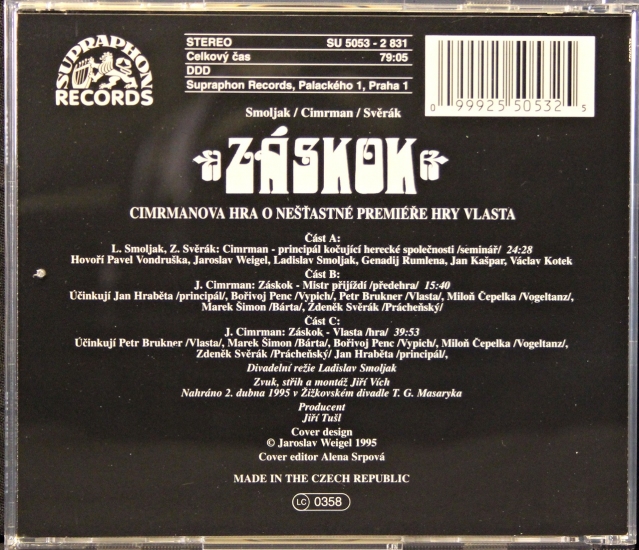 SUPRAPHON
RECORDS
STEREO SU 5053 - 2 831
Celkový čas 79:05
DDD
Supraphon Records, Palackého 1, Praha 1
0 99925 50532 5
Smoljak / Cimrman / Svěrák
ZÁSKOK
CIMRMANOVA HRA O NEŠŤASTNÉ PREMIÉŘE HRY VLASTA
Část A:
L. Smoljak, Z. Svěrák: Cimrman - principál kočující herecké společnosti /seminář/ 24:28
Hovoří Pavel Vondruška, Jaroslav Weigel, Ladislav Smoljak, Genadij Rumlena, Jan Kašpar, Václav Kotek
Část B:
J. Cimrman: Záskok - Mistr přijíždí /předehra/ 15:40
Účinkují Jan Hraběta /principál/, Bořivoj Penc /Vypich/, Petr Brukner /Vlasta/, Miloň Čepelka /Vogeltanz/,
Marek Šimon /Bárta/, Zdeněk Svěrák /Prácheňský/
Část C:
J. Cimrman: Záskok - Vlasta /hra/ 39:53
Účinkují Petr Brukner /Vlasta/, Marek Šimon /Bárta/, Bořivoj Penc /Vypich/, Miloň Čepelka /Vogeltanz/,
Zdeněk Svěrák /Prácheňský/ Jan Hraběta /principál/,
Divadelní režie Ladislav Smoljak
Zvuk, střih a montáž Jiří Vích
Nahráno 2. dubna 1995 v Žižkovském divadle T. G. Masaryka
Producent
Jiří Tušl
Cover design
© Jaroslav Weigel 1995
Cover editor Alena Srpová
MADE IN THE CZECH REPUBLIC
LC 0358